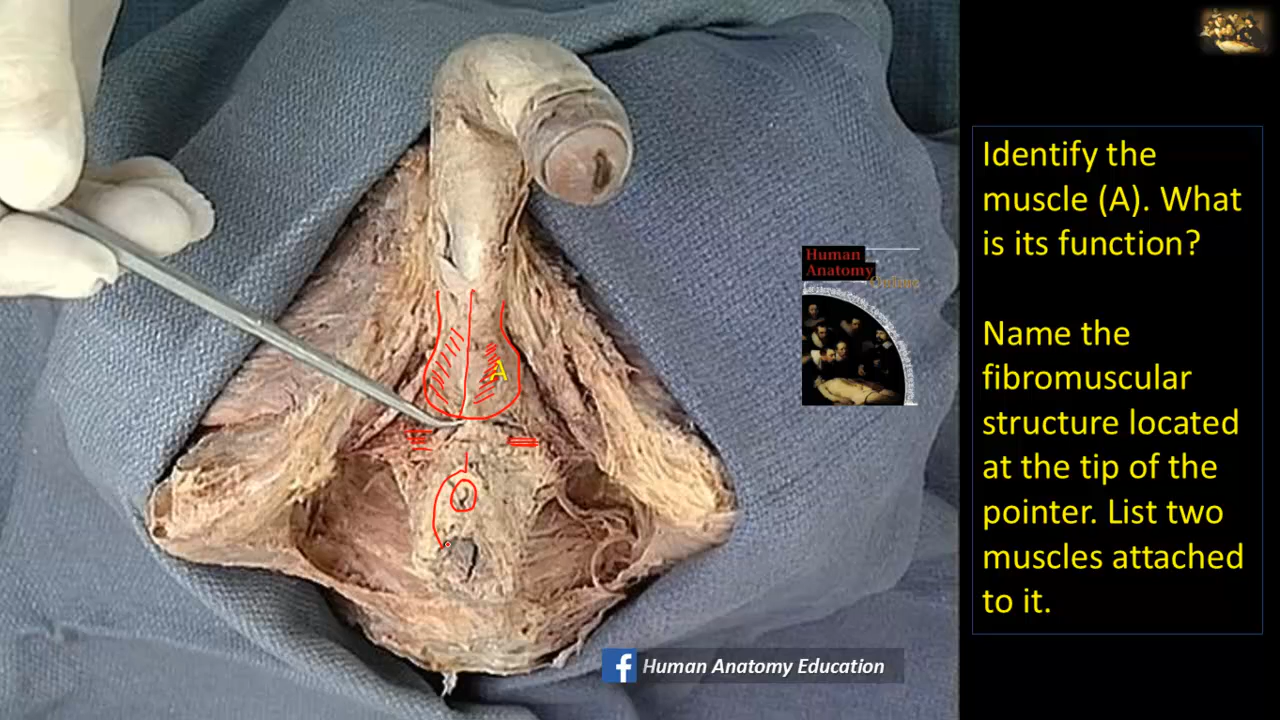 Identify the
muscle (A). What
is its function?
Name the
fibromuscular
structure located
at the tip of the
pointer. List two
muscles attached
to it.
A
Human
Anatomy
Education
f Human Anatomy Education